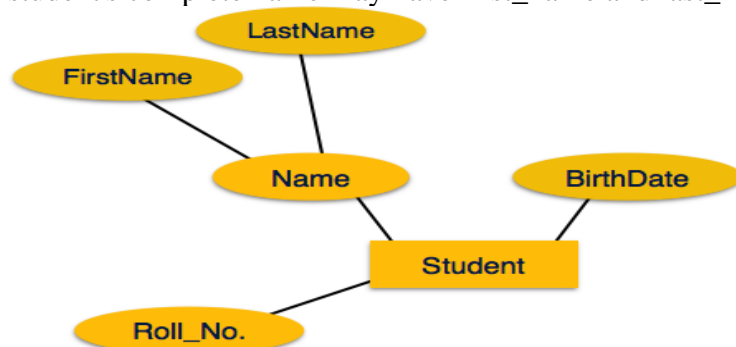 LastName
FirstName
Name
BirthDate
Student
Roll_No.